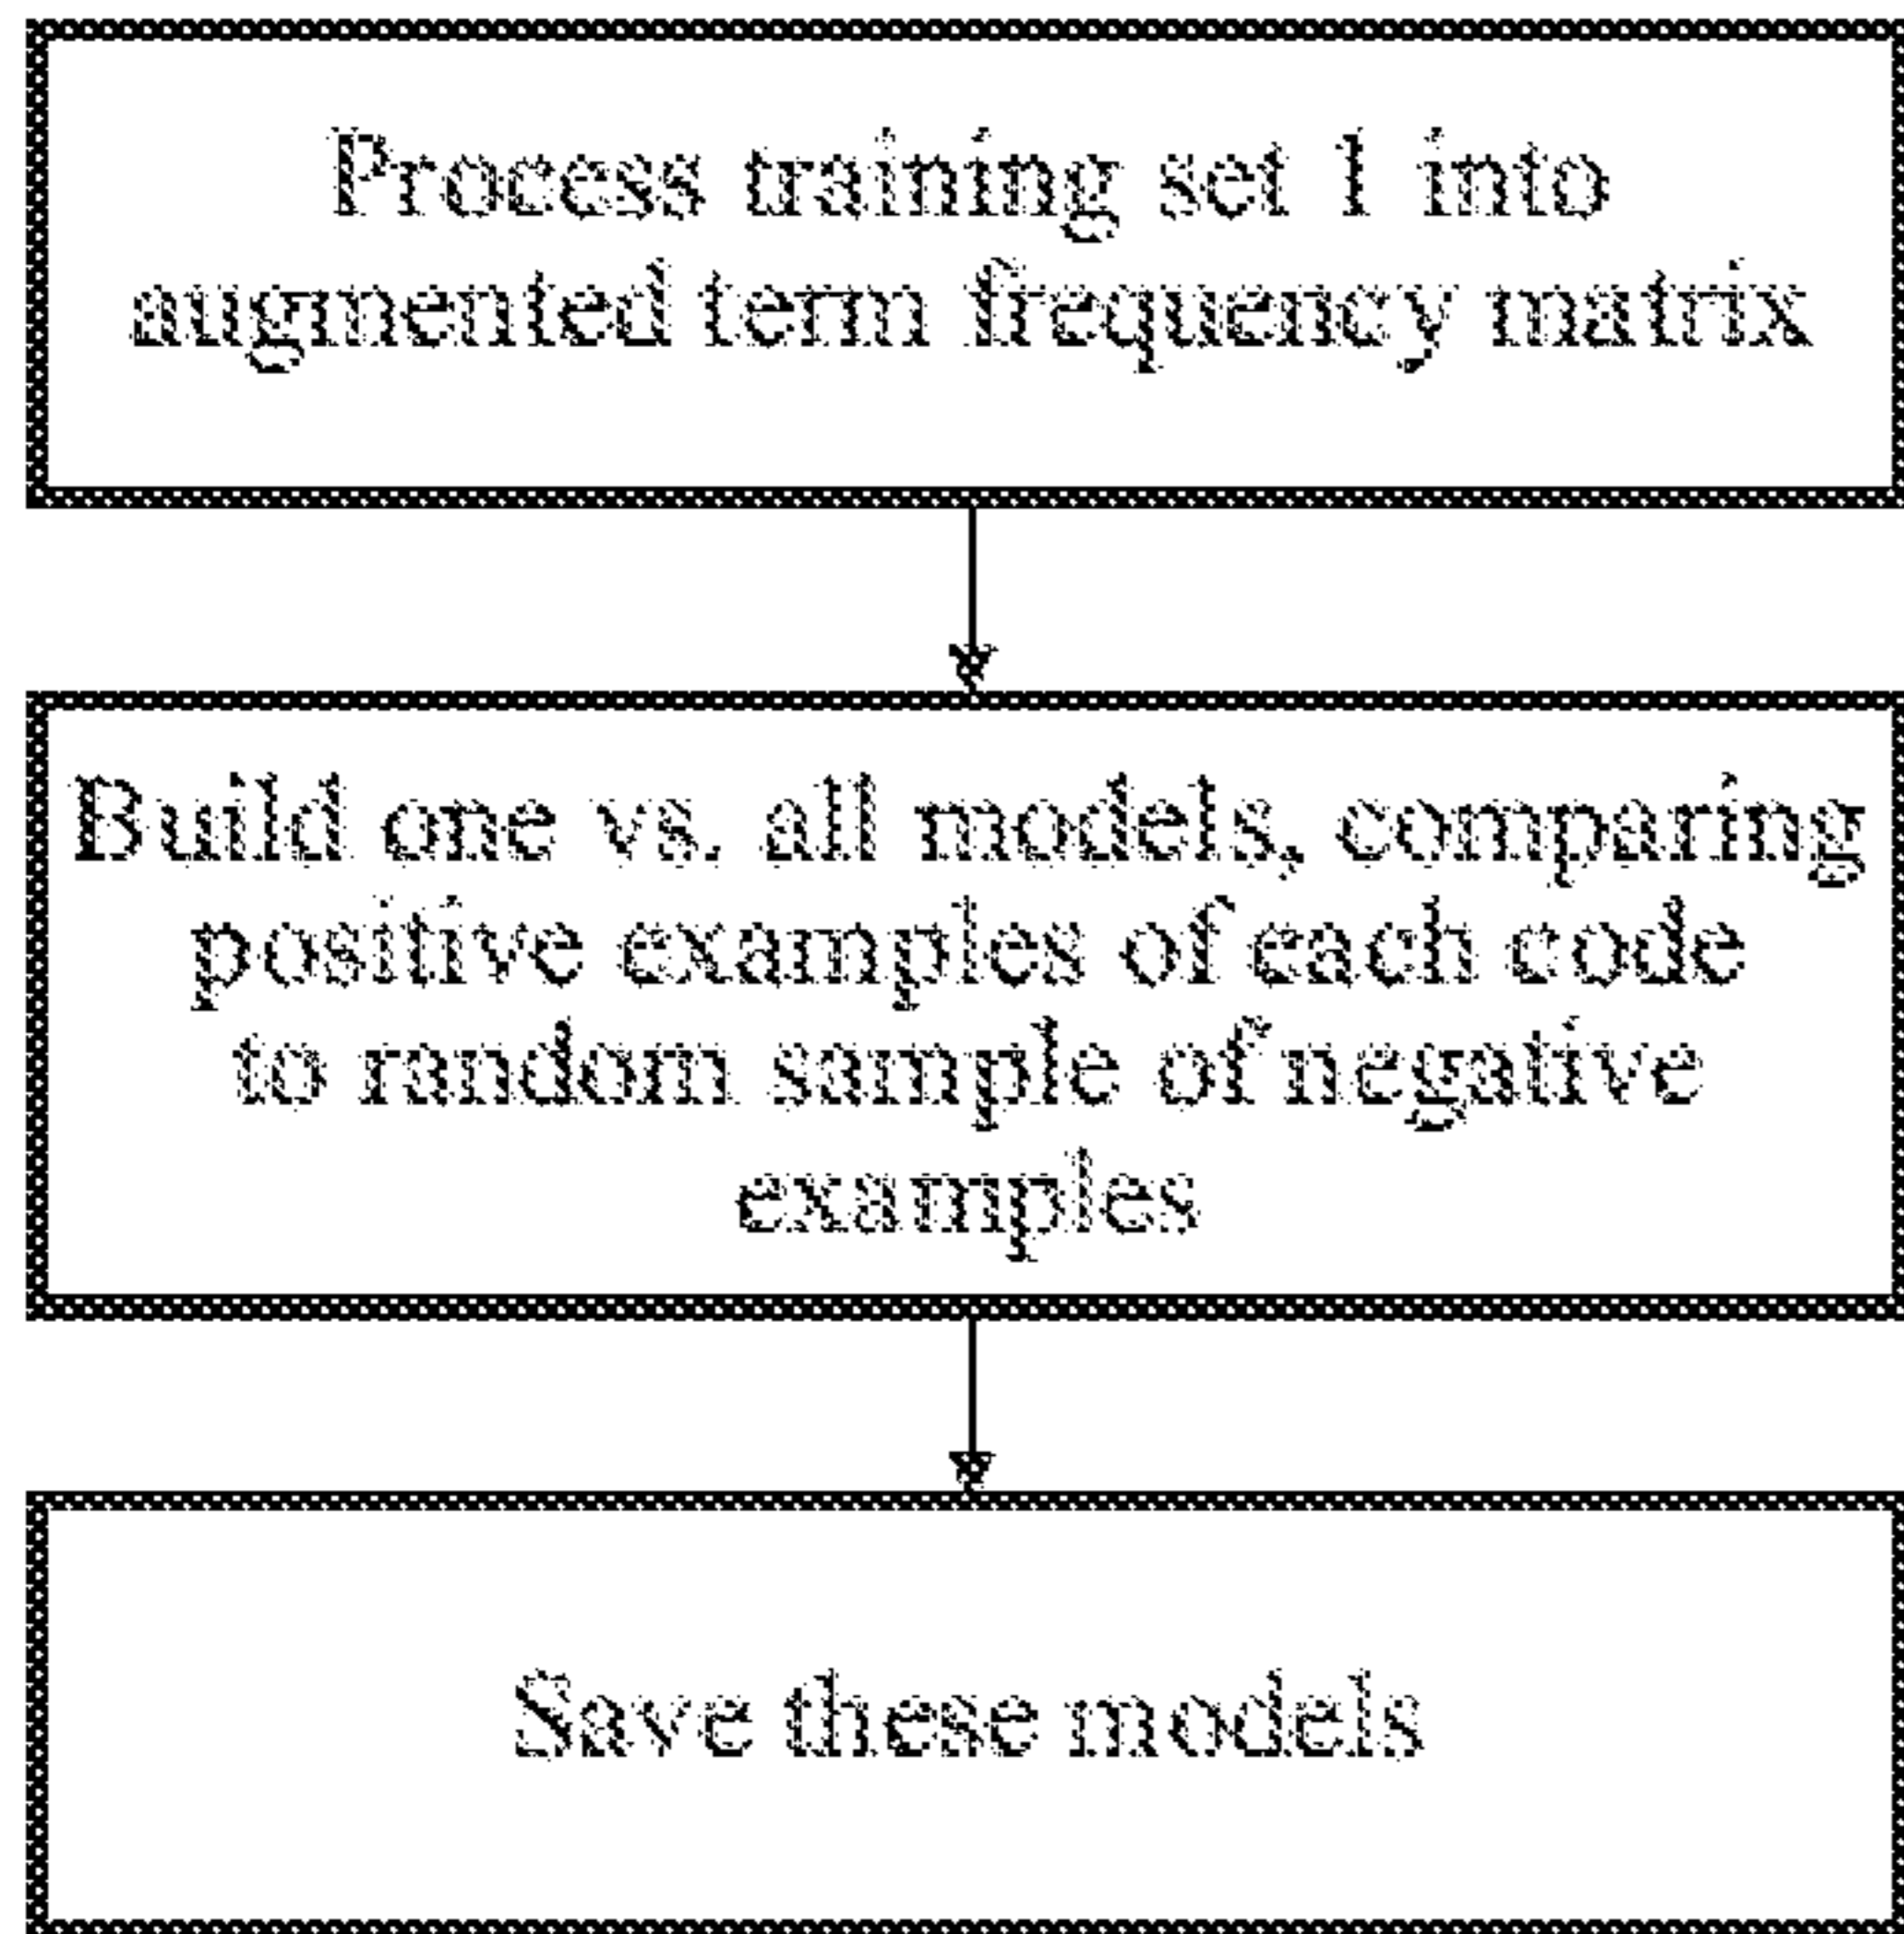 Process training set 1 into
augmented term frequency matrix
Build one vs. all models, comparing
positive examples of each code
to random sample of negative
examples
Save these models